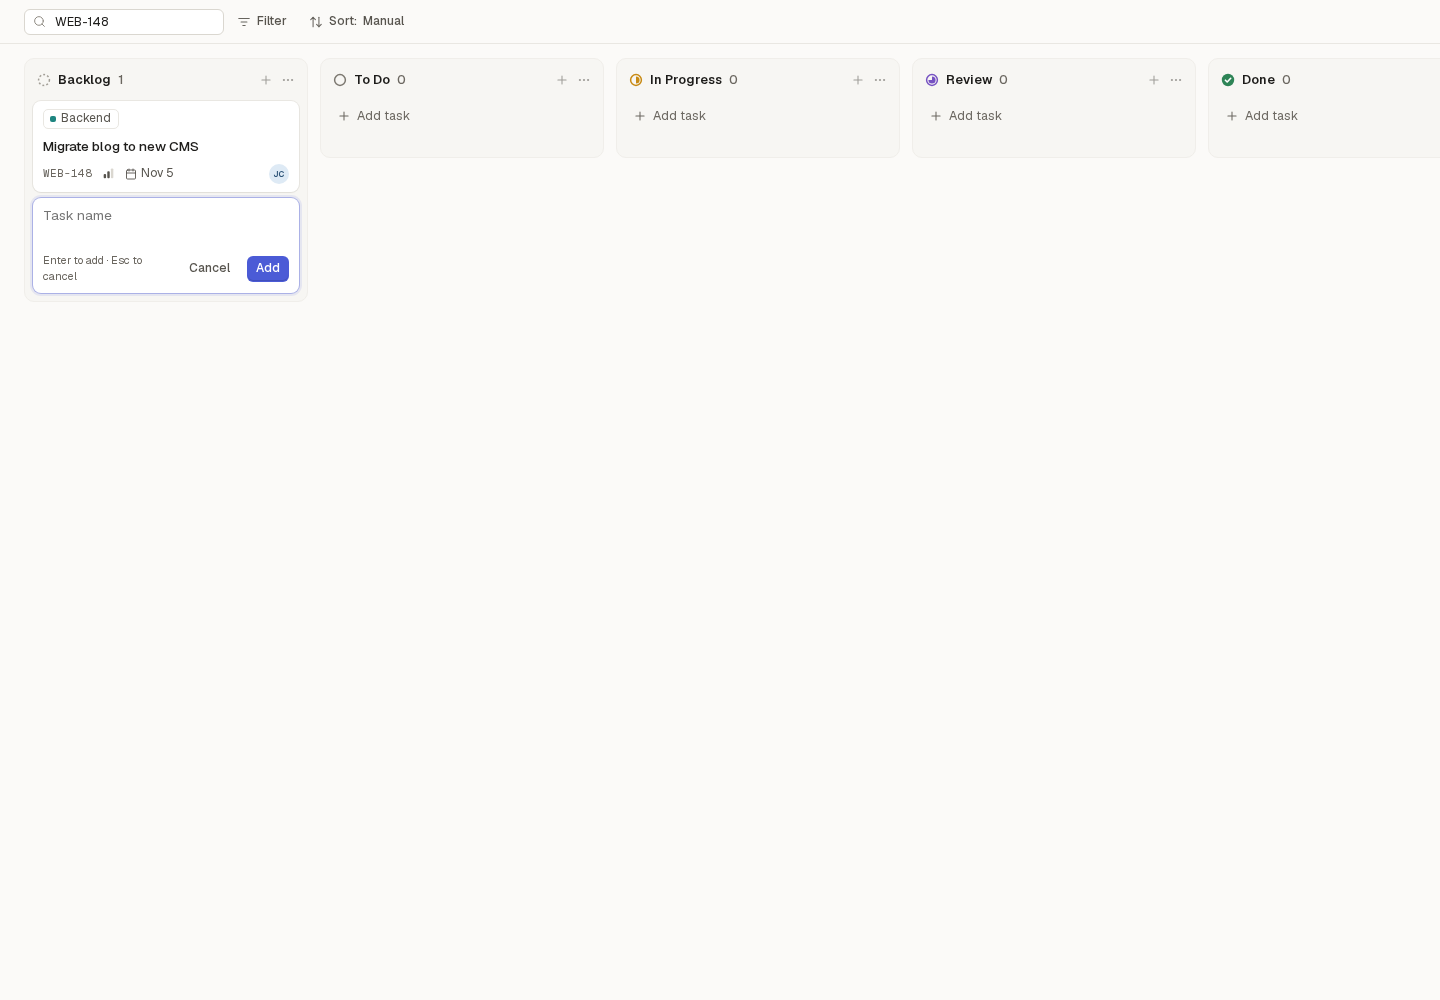 WEB-148
Filter
Sort: Manual
Backlog 1
Backend
Migrate blog to new CMS
WEB-148 Nov 5 JC
Task name
Enter to add · Esc to
cancel
Cancel Add
To Do 0
Add task
In Progress 0
Add task
Review 0
Add task
Done 0
Add task